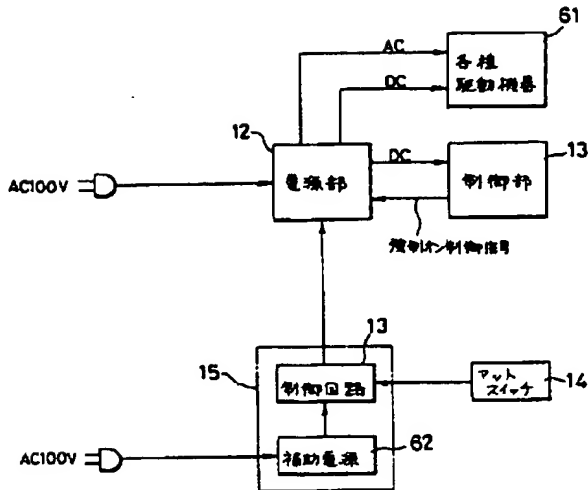 61
AC
各種
駆動機器
DC
12
13
電源部
DC
制御部
AC100V
強制オン制御信号
13
15
制御回路
マット
スイッチ
14
補助電源
62
AC100V